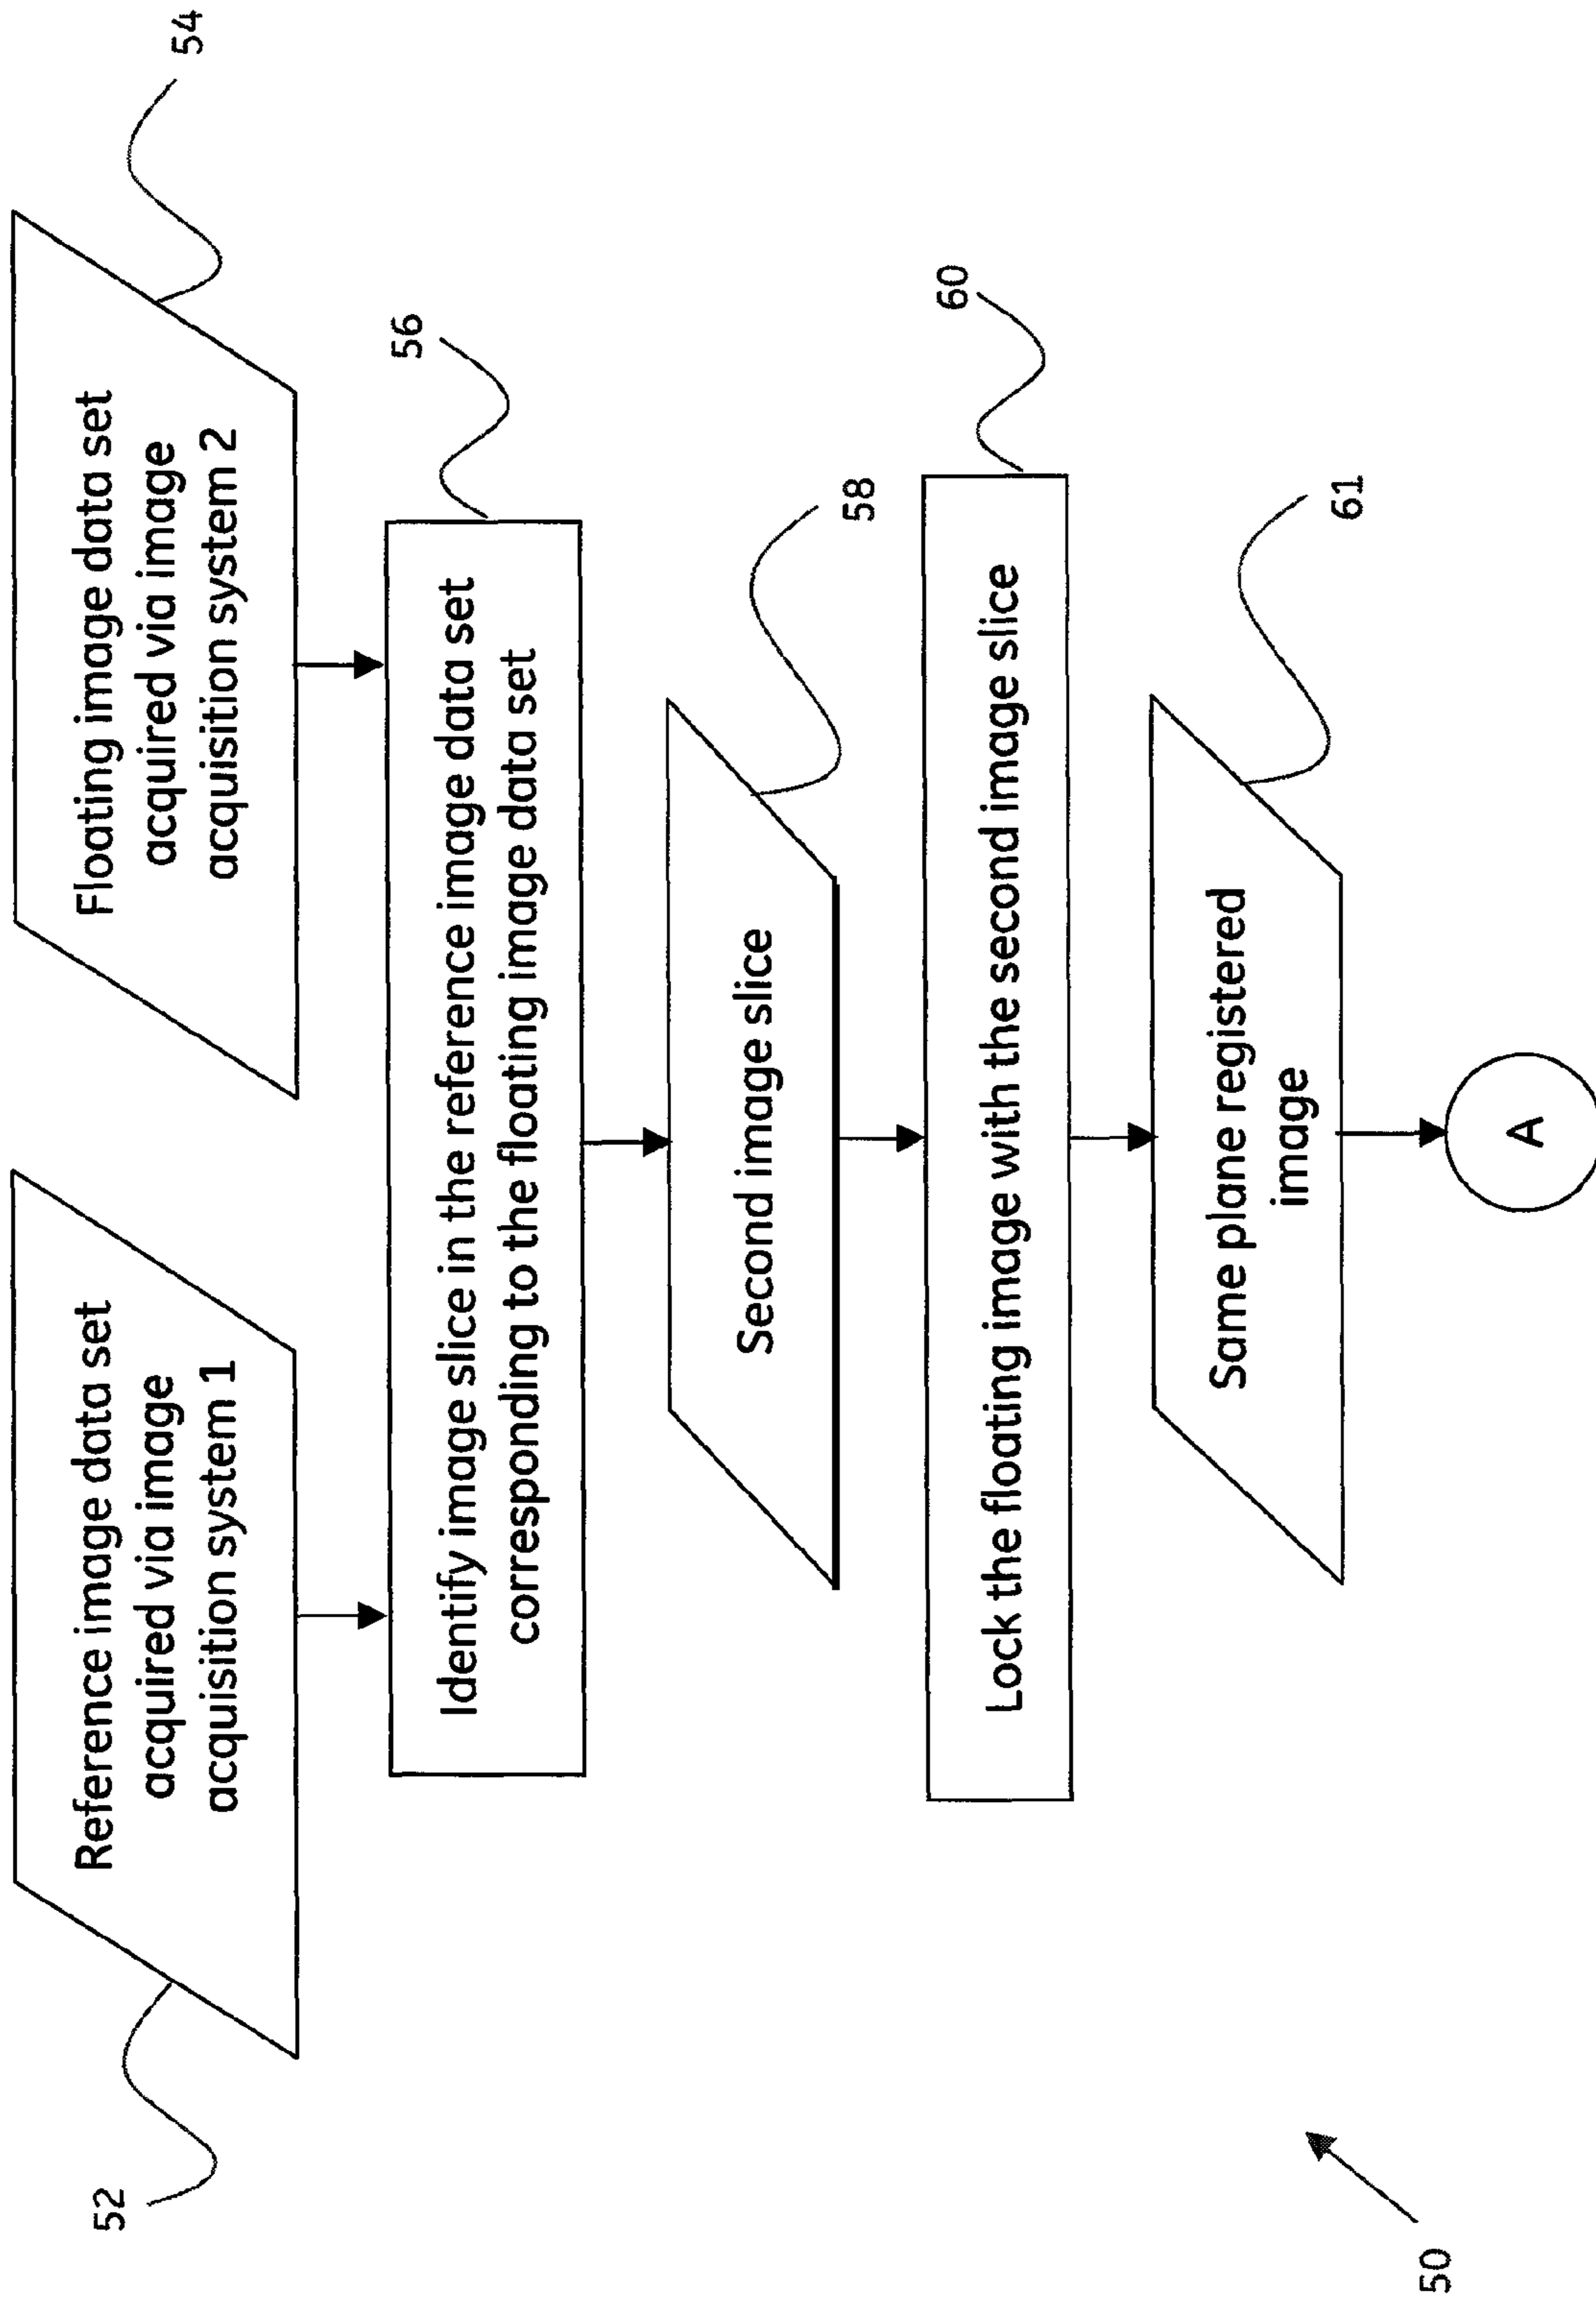 52
Reference image data set
acquired via image
acquisition system 1
Floating image data set
acquired via image
acquisition system 2
54
56
Identify image slice in the reference image data set
corresponding to the floating image data set
Second image slice
58
60
Lock the floating image with the second image slice
Same plane registered
image
61
A
50